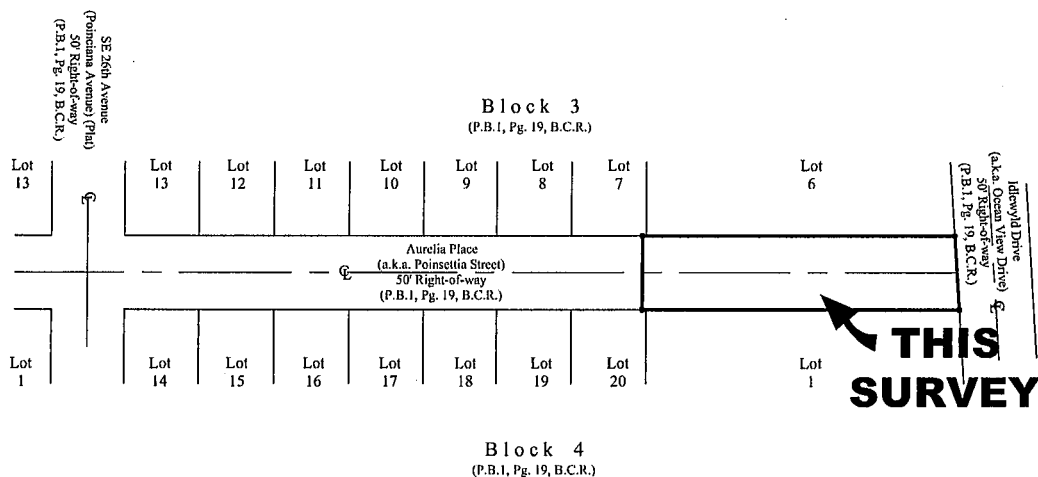 SE 26th Avenue
(Poinciana Avenue) (Plat)
50' Right-of-way
(P.B.1, Pg. 19, B.C.R.)
Block 3
(P.B.1, Pg. 19, B.C.R.)
Lot
13
Lot
13
Lot
12
Lot
11
Lot
10
Lot
9
Lot
8
Lot
7
Lot
6
Idlewyld Drive
(a.k.a. Ocean View Drive)
50' Right-of-way
(P.B.1, Pg. 19, B.C.R.)
CL
Aurelia Place
(a.k.a. Poinsettia Street)
CL
50' Right-of-way
(P.B.1, Pg. 19, B.C.R.)
CL
THIS
SURVEY
Lot
1
Lot
14
Lot
15
Lot
16
Lot
17
Lot
18
Lot
19
Lot
20
Lot
1
Block 4
(P.B.1, Pg. 19, B.C.R.)